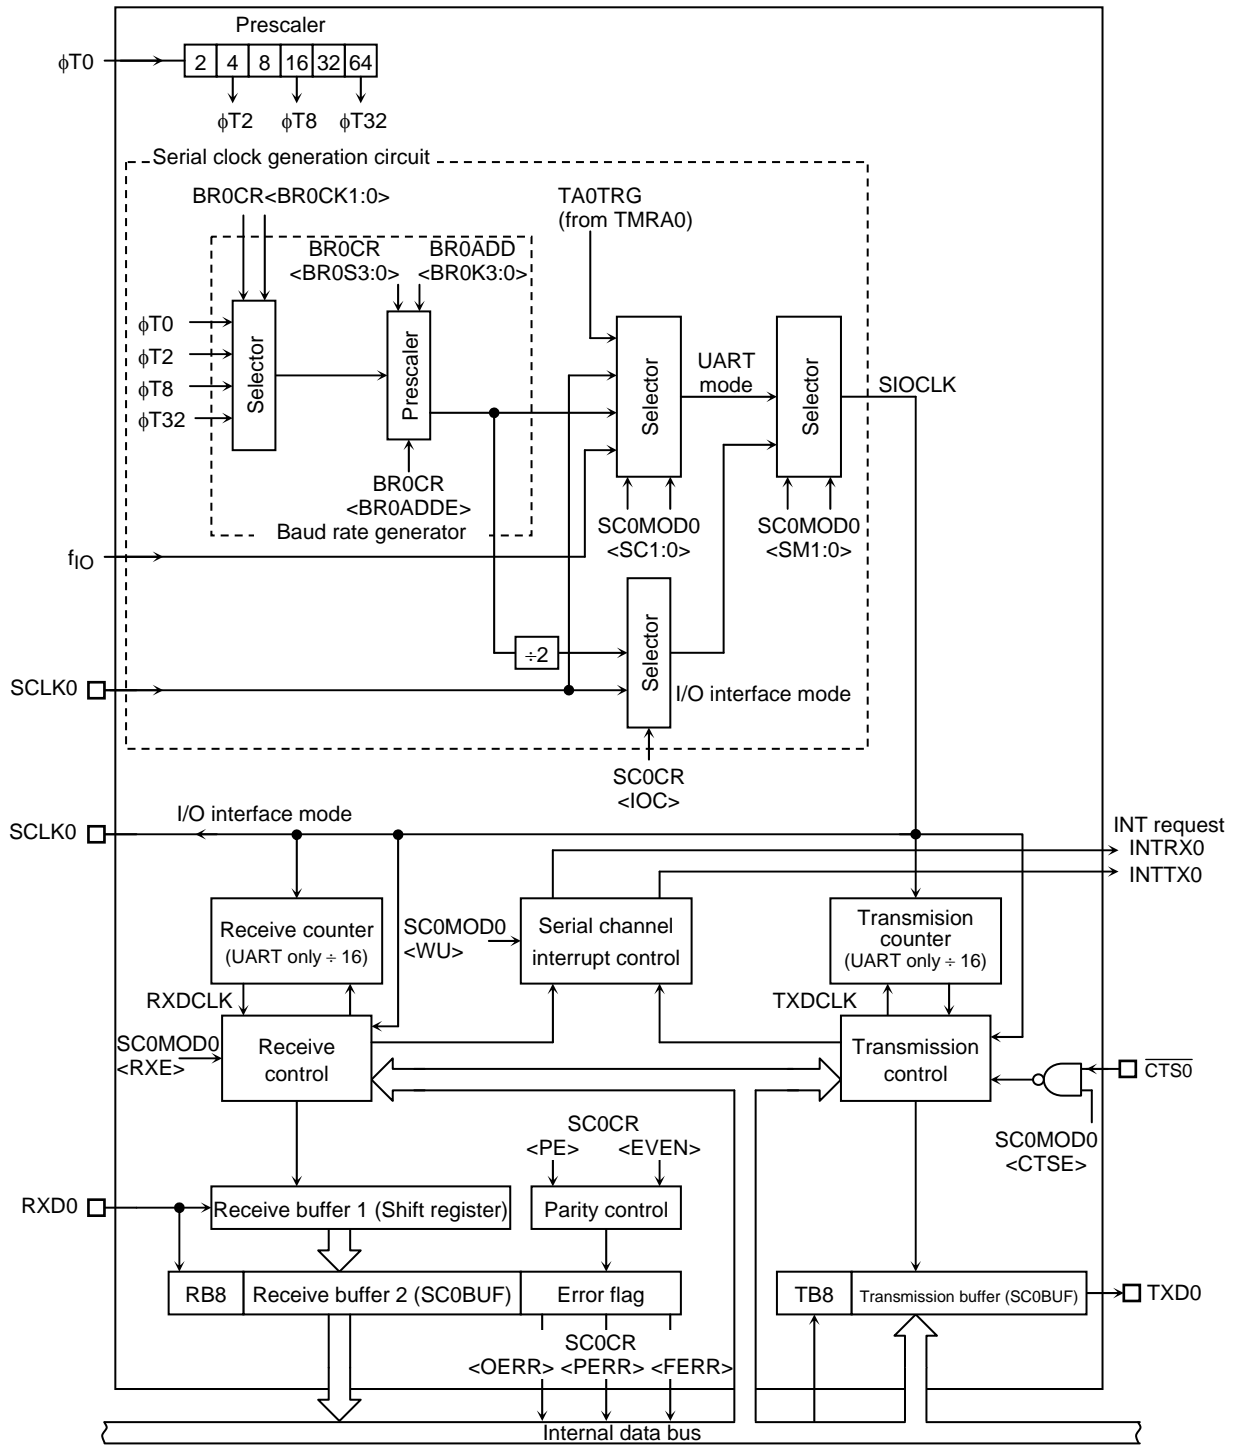 Prescaler
ϕT0
2 4 8 16 32 64
ϕT2 ϕT8 ϕT32
Serial clock generation circuit
BR0CR<BR0CK1:0>
TA0TRG
(from TMRA0)
BR0CR
<BR0S3:0>
BR0ADD
<BR0K3:0>
ϕT0
ϕT2
ϕT8
ϕT32
Selector
Prescaler
Selector
UART
mode
Selector
SIOCLK
BR0CR
<BR0ADDE>
Baud rate generator
SC0MOD0
<SC1:0>
SC0MOD0
<SM1:0>
fIO
÷2
Selector
SCLK0
I/O interface mode
SC0CR
<IOC>
SCLK0
I/O interface mode
INT request
INTRX0
INTTX0
Receive counter
(UART only ÷ 16)
SC0MOD0
<WU>
Serial channel
interrupt control
Transmision
counter
(UART only ÷ 16)
RXDCLK
TXDCLK
SC0MOD0
<RXE>
Receive
control
Transmission
control
CTS0
SC0MOD0
<CTSE>
SC0CR
<PE> <EVEN>
RXD0
Receive buffer 1 (Shift register)
Parity control
RB8
Receive buffer 2 (SC0BUF)
Error flag
TB8
Transmission buffer (SC0BUF)
TXD0
SC0CR
<OERR> <PERR> <FERR>
Internal data bus